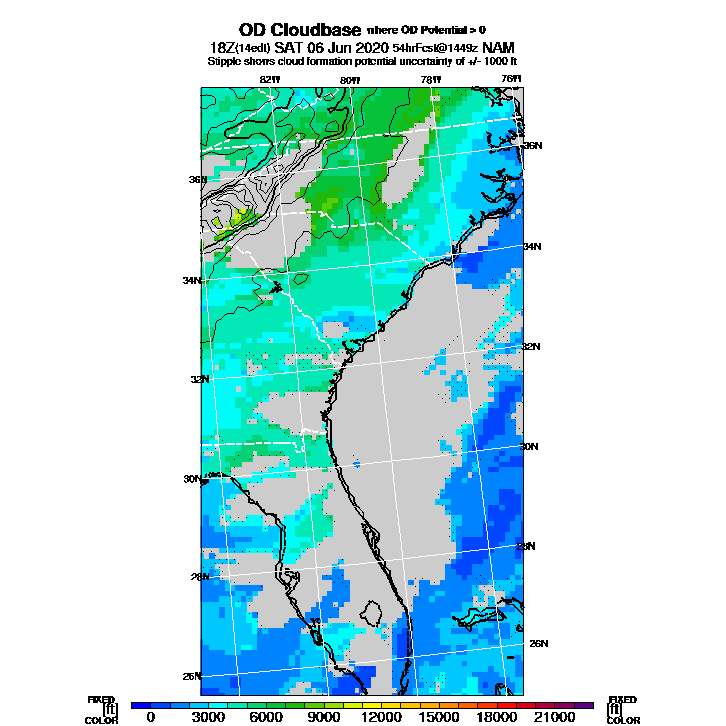 OD Cloudbase where OD Potential > 0
18Z(14edt) SAT 06 Jun 2020 54hrFcst@1449z NAM
Stipple shows cloud formation potential uncertainty of +/- 1000 ft
82W 80W 78W 76W
36N
36N
34N
34N
32N
32N
30N
30N
28N
28N
26N
26N
FIXED FIXED
[ft] 0 3000 6000 9000 12000 15000 18000 21000 [ft]
COLOR COLOR